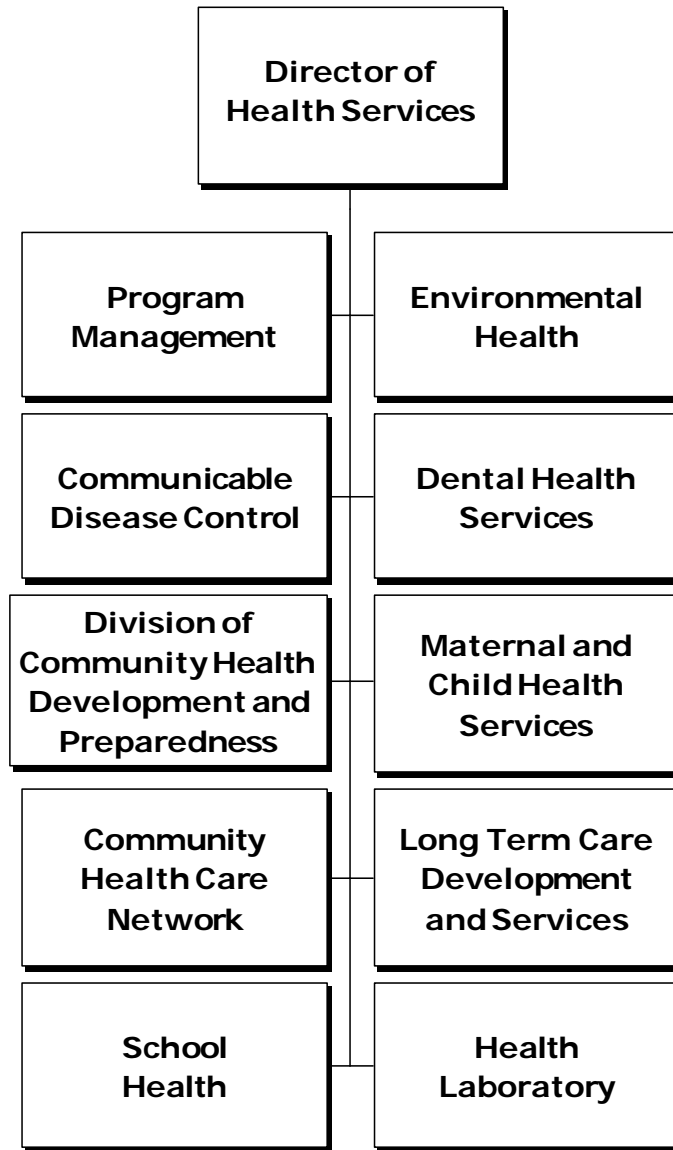 Director of
Health Services
Program
Management
Environmental
Health
Communicable
Disease Control
Dental Health
Services
Division of
Community Health
Development and
Preparedness
Maternal and
Child Health
Services
Community
Health Care
Network
Long Term Care
Development
and Services
School
Health
Health
Laboratory